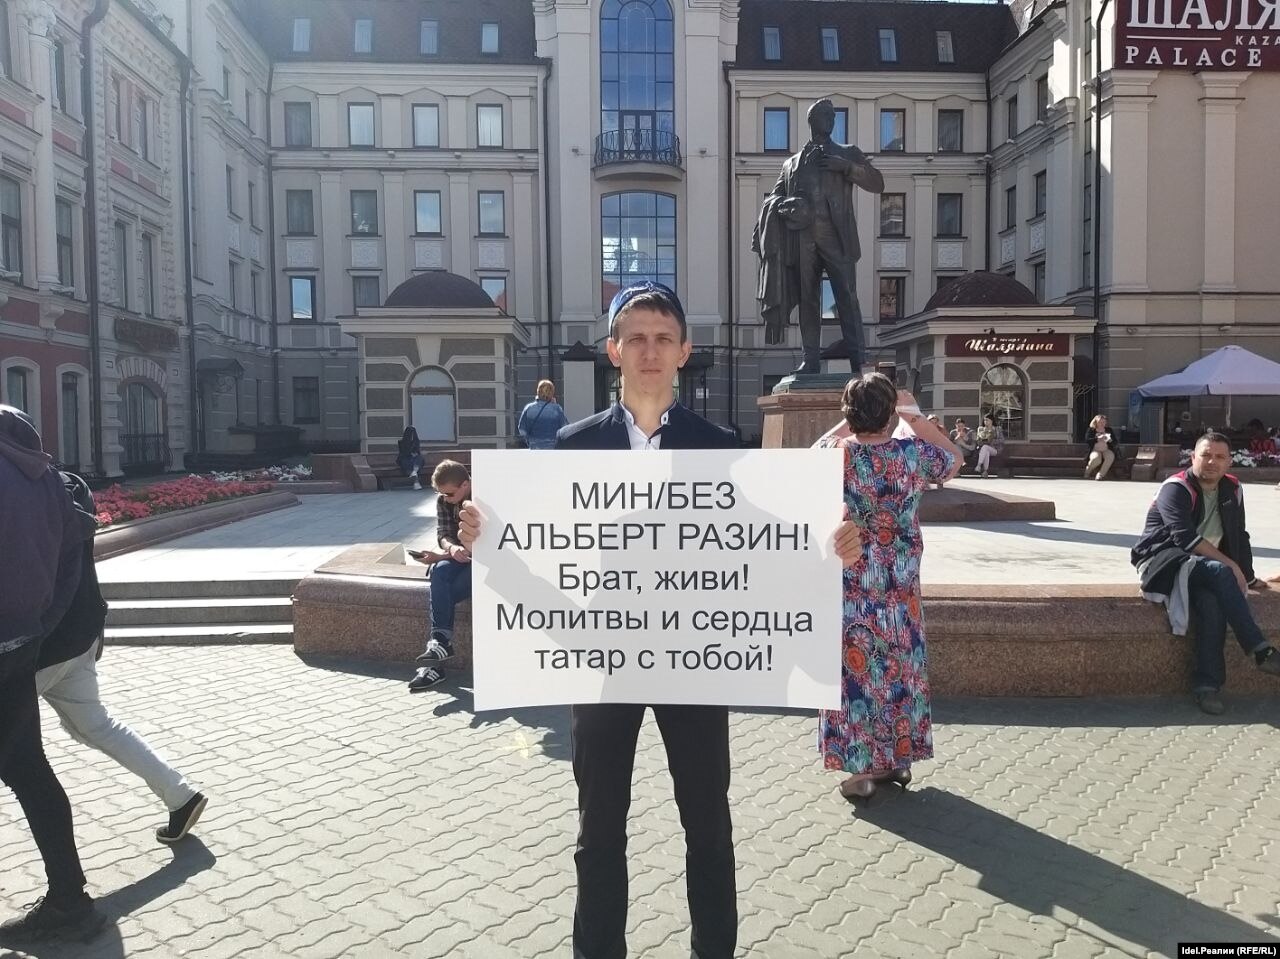 ШАЛЯ
KAZA
PALACE
Шаляпина
МИН/БЕЗ
АЛЬБЕРТ РАЗИН!
Брат, живи!
Молитвы и сердца
татар с тобой!
Idel.Реалии (RFE/RL)